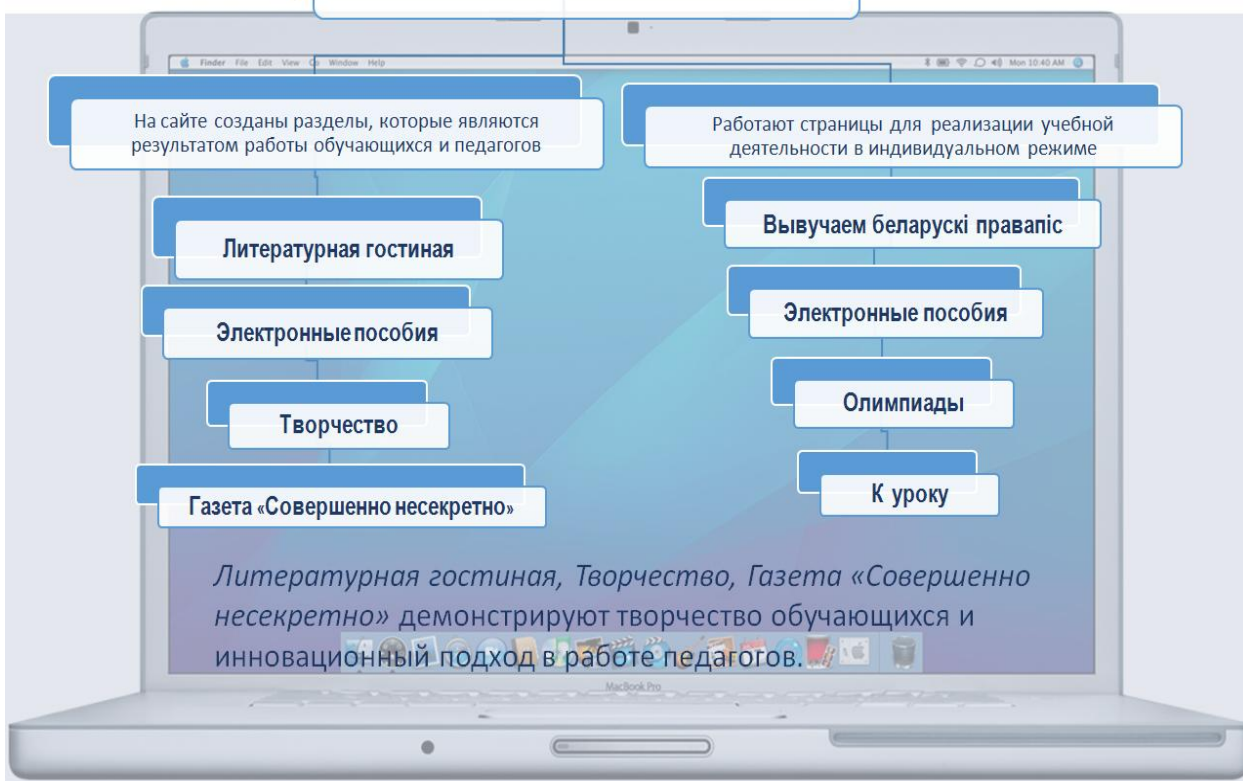 Finder File Edit View Go Window Help
Mon 10:40 AM
На сайте созданы разделы, которые являются
результатом работы обучающихся и педагогов
Литературная гостиная
Электронные пособия
Творчество
Газета «Совершенно несекретно»
Работают страницы для реализации учебной
деятельности в индивидуальном режиме
Вывучаем беларускі правапіс
Электронные пособия
Олимпиады
К уроку
Литературная гостиная, Творчество, Газета «Совершенно
несекретно» демонстрируют творчество обучающихся и
инновационный подход в работе педагогов.
MacBook Pro